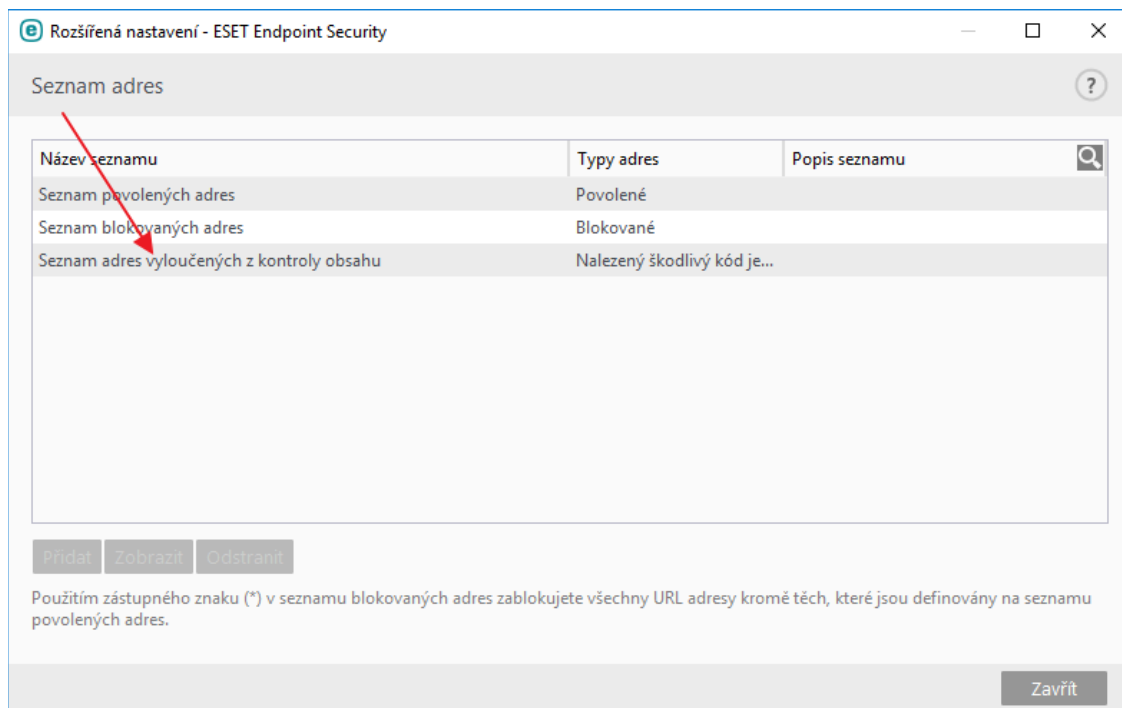 Rozšířená nastavení - ESET Endpoint Security
Seznam adres
?
Název seznamu Typy adres Popis seznamu
Seznam povolených adres Povolené
Seznam blokovaných adres Blokované
Seznam adres vyloučených z kontroly obsahu Nalezený škodlivý kód je...
Přidat Zobrazit Odstranit
Použitím zástupného znaku (*) v seznamu blokovaných adres zablokujete všechny URL adresy kromě těch, které jsou definovány na seznamu
povolených adres.
Zavřít